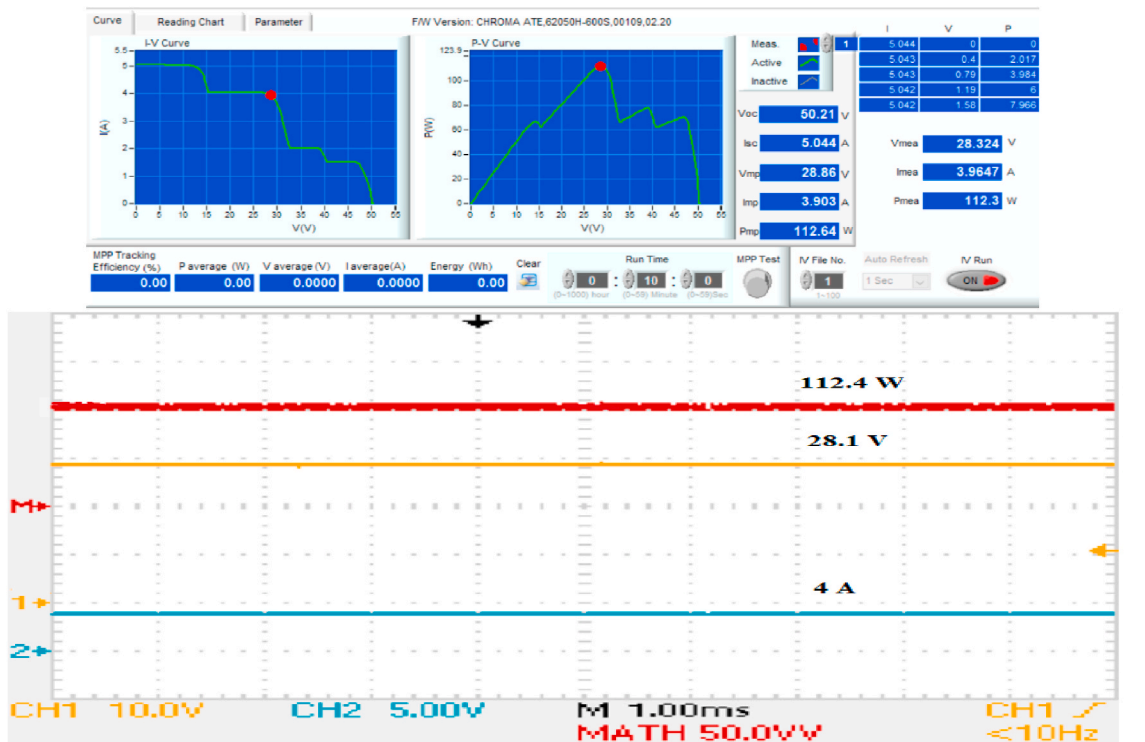 Curve Reading Chart Parameter F/W Version: CHROMA ATE,62050H-600S,00109,02.20
I-V Curve
5.5
5
4
3
2
1
0
I(A)
0 5 10 15 20 25 30 35 40 45 50 55
V(V)
P-V Curve
123.9
100
80
60
40
20
0
P(W)
0 5 10 15 20 25 30 35 40 45 50 55
V(V)
Meas. 1
Active
Inactive
Voc 50.21 V
Isc 5.044 A
Vmp 28.86 V
Imp 3.903 A
Pmp 112.64 W
I V P
5.044 0 0
5.043 0.4 2.017
5.043 0.79 3.984
5.042 1.19 6
5.042 1.58 7.966
Vmea 28.324 V
Imea 3.9647 A
Pmea 112.3 W
MPP Tracking
Efficiency (%) P average (W) V average (V) I average(A) Energy (Wh) Clear
0.00 0.00 0.0000 0.0000 0.00
Run Time
0 : 10 : 0
(0~1000) hour (0~59) Minute (0~59)Sec
MPP Test
IV File No. Auto Refresh IV Run
1 1 Sec ON
1~100
112.4 W
28.1 V
M
4 A
1
2
CH1 10.0V CH2 5.00V M 1.00ms CH1
MATH 50.0VV <10Hz